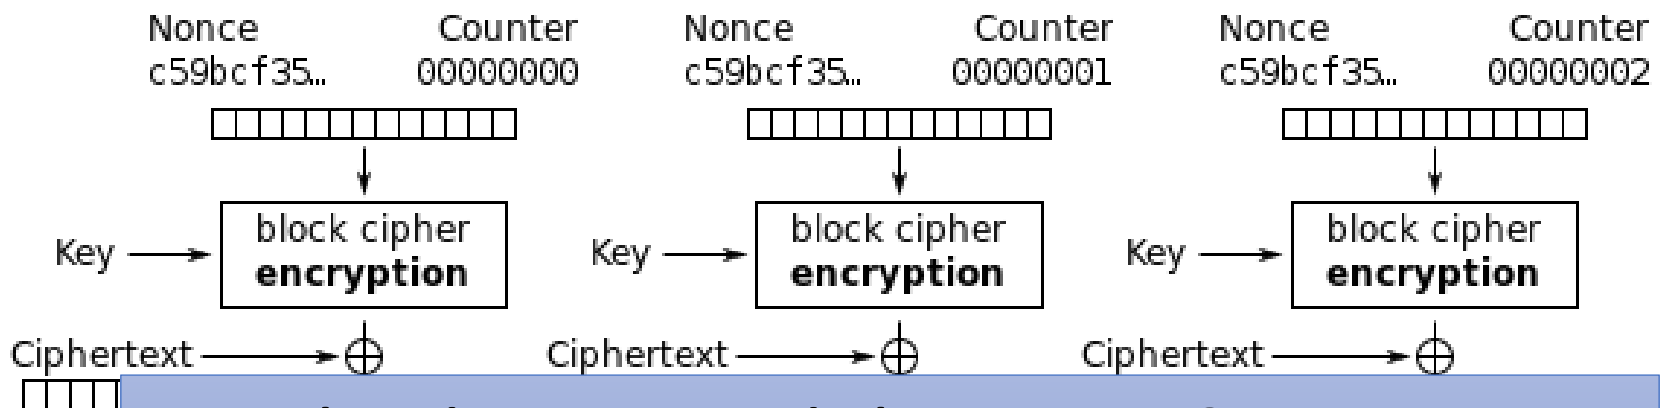 Nonce Counter Nonce Counter Nonce Counter
c59bcf35… 00000000 c59bcf35… 00000001 c59bcf35… 00000002
block cipher block cipher block cipher
Key Key Key
encryption encryption encryption
Ciphertext Ciphertext Ciphertext